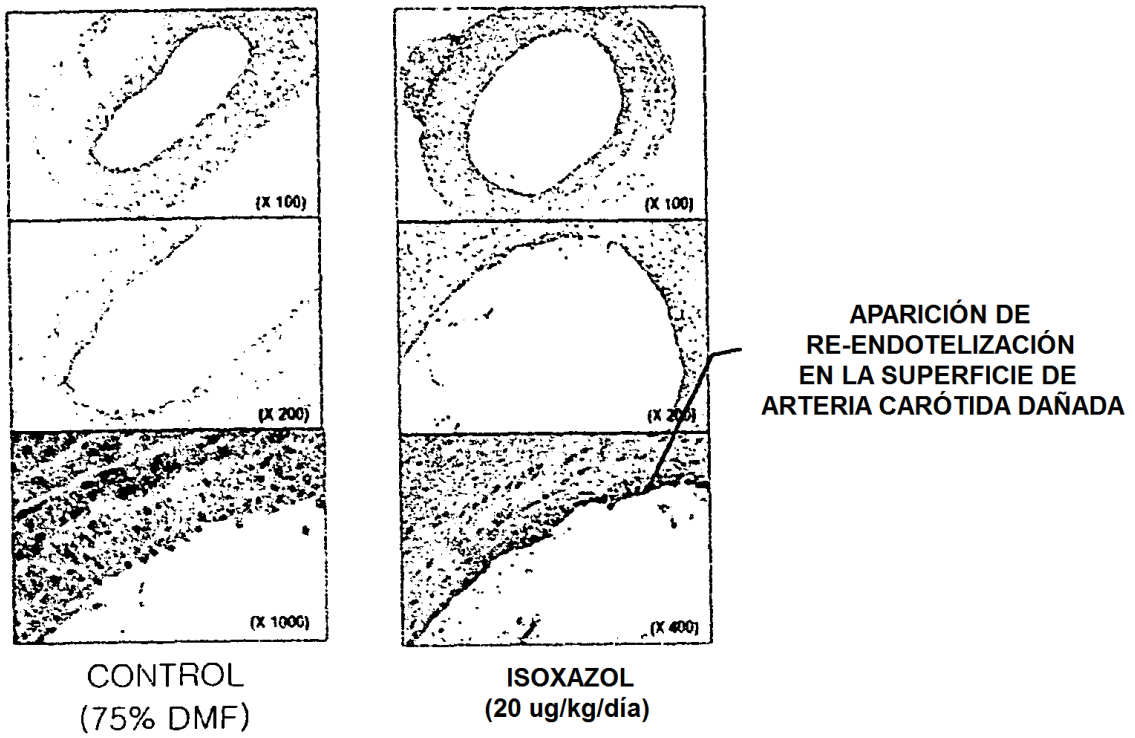 (X 100)
(X 200)
(X 1000)
CONTROL
(75% DMF)
(X 100)
(X 200)
(X 400)
ISOXAZOL
(20 ug/kg/día)
APARICIÓN DE
RE-ENDOTELIZACIÓN
EN LA SUPERFICIE DE
ARTERIA CARÓTIDA DAÑADA